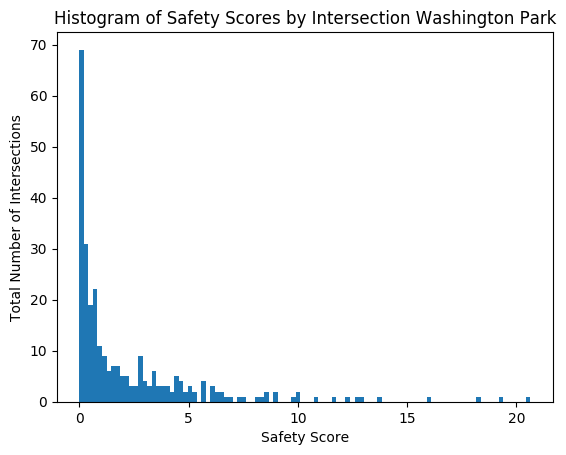 Histogram of Safety Scores by Intersection Washington Park
Total Number of Intersections
70
60
50
40
30
20
10
0
0 5 10 15 20
Safety Score